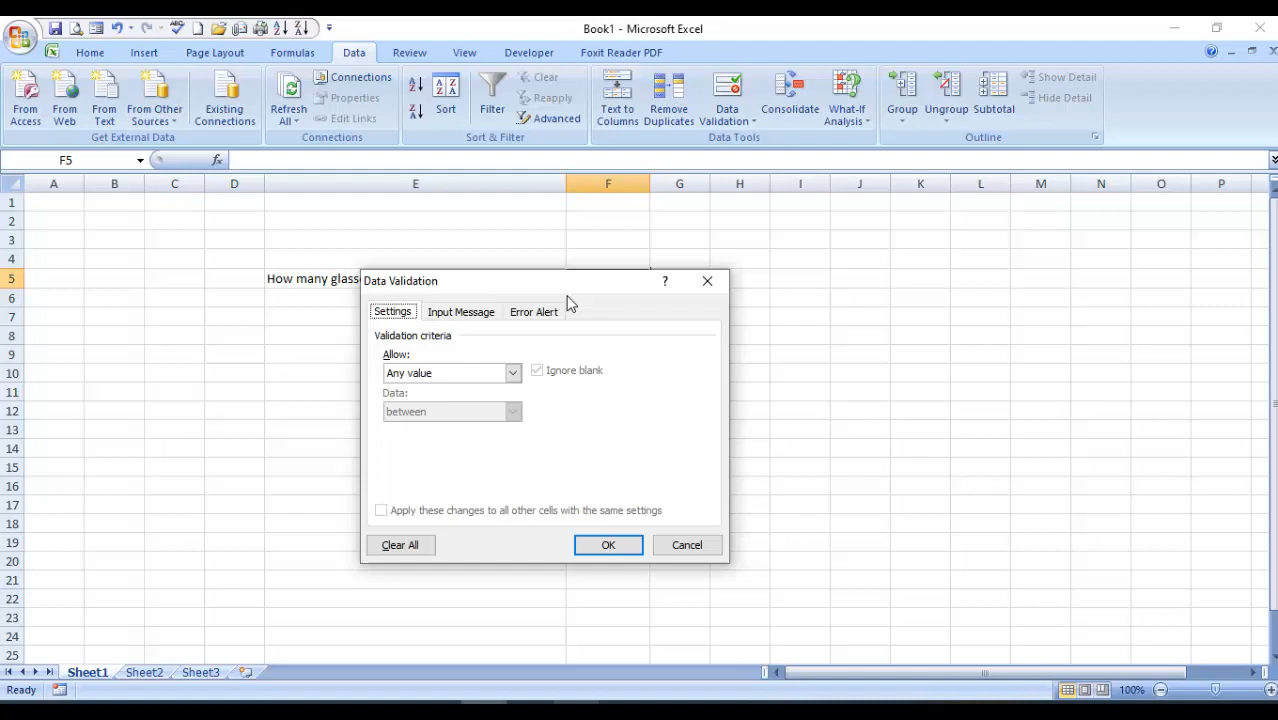 Book1 - Microsoft Excel
Home Insert Page Layout Formulas Data Review View Developer Foxit Reader PDF
From Access
From Web
From Text
From Other Sources
Existing Connections
Get External Data
Refresh All
Connections
Properties
Edit Links
Connections
Sort
Filter
Clear
Reapply
Advanced
Sort & Filter
Text to Columns
Remove Duplicates
Data Validation
Consolidate
What-If Analysis
Data Tools
Group
Ungroup
Subtotal
Show Detail
Hide Detail
Outline
F5 fx
A B C D E F G H I J K L M N O P
1
2
3
4
5 How many glass
6
7
8
9
10
11
12
13
14
15
16
17
18
19
20
21
22
23
24
25
Data Validation ?
Settings Input Message Error Alert
Validation criteria
Allow:
Any value Ignore blank
Data:
between
Apply these changes to all other cells with the same settings
Clear All OK Cancel
Sheet1 Sheet2 Sheet3
Ready 100%